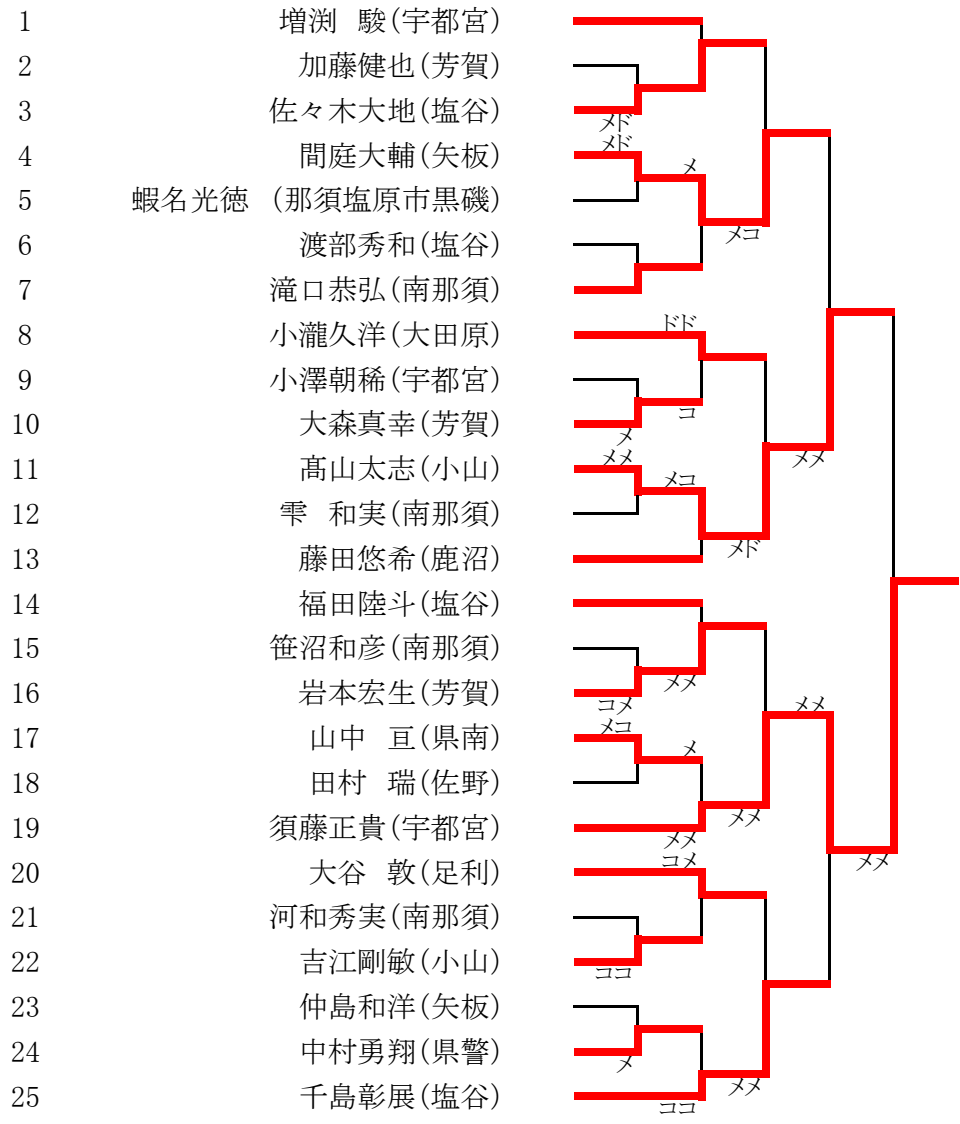 1 増渕 駿(宇都宮)
2 加藤健也(芳賀)
3 佐々木大地(塩谷)
メド
4 間庭大輔(矢板)
メド
メ
5 蝦名光徳 (那須塩原市黒磯)
6 渡部秀和(塩谷)
メコ
7 滝口恭弘(南那須)
8 小瀧久洋(大田原)
ドド
9 小澤朝稀(宇都宮)
コ
10 大森真幸(芳賀)
メ
メメ
11 髙山太志(小山)
メメ
メコ
12 雫 和実(南那須)
13 藤田悠希(鹿沼)
メド
14 福田陸斗(塩谷)
15 笹沼和彦(南那須)
16 岩本宏生(芳賀)
メメ
コメ
メメ
17 山中 亘(県南)
メコ
メ
18 田村 瑞(佐野)
19 須藤正貴(宇都宮)
メメ
メメ
20 大谷 敦(足利)
コメ
メメ
21 河和秀実(南那須)
22 吉江剛敏(小山)
ココ
23 仲島和洋(矢板)
24 中村勇翔(県警)
メ
25 千島彰展(塩谷)
メメ
ココ